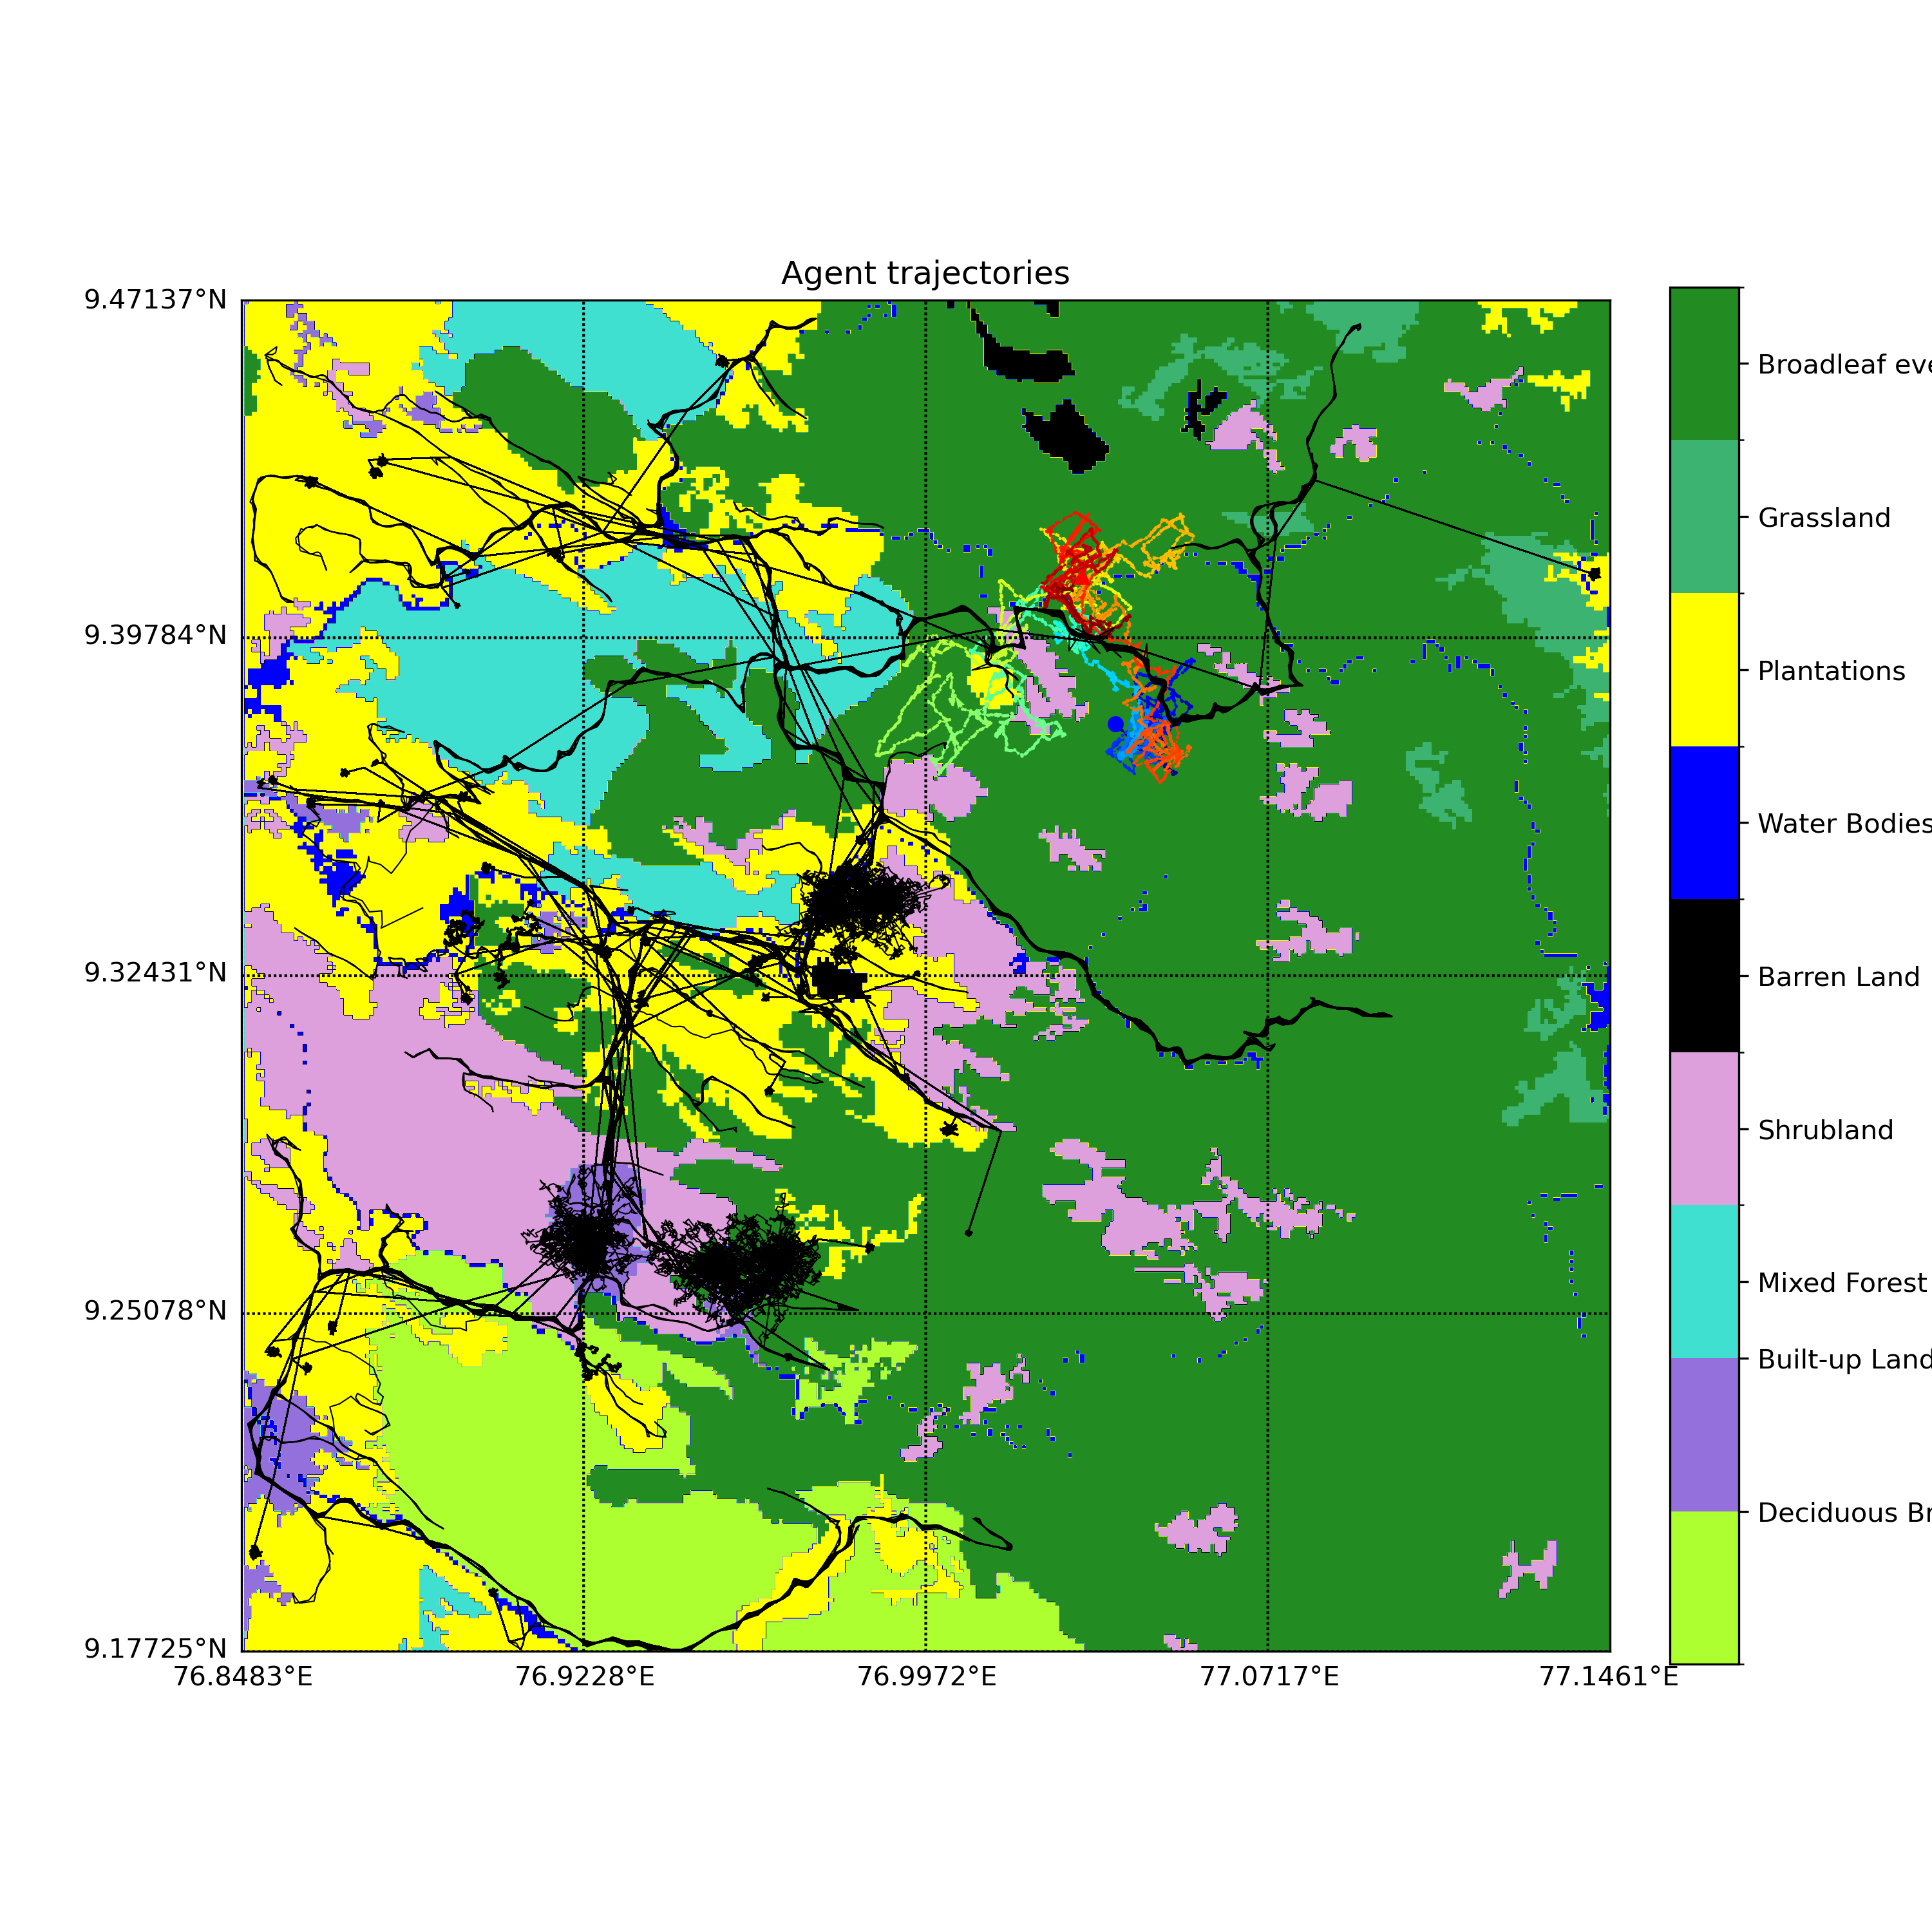 Agent trajectories
9.47137°N
9.39784°N
9.32431°N
9.25078°N
9.17725°N
76.8483°E
76.9228°E
76.9972°E
77.0717°E
77.1461°E
Broadleaf eve
Grassland
Plantations
Water Bodies
Barren Land
Shrubland
Mixed Forest
Built-up Land
Deciduous Br